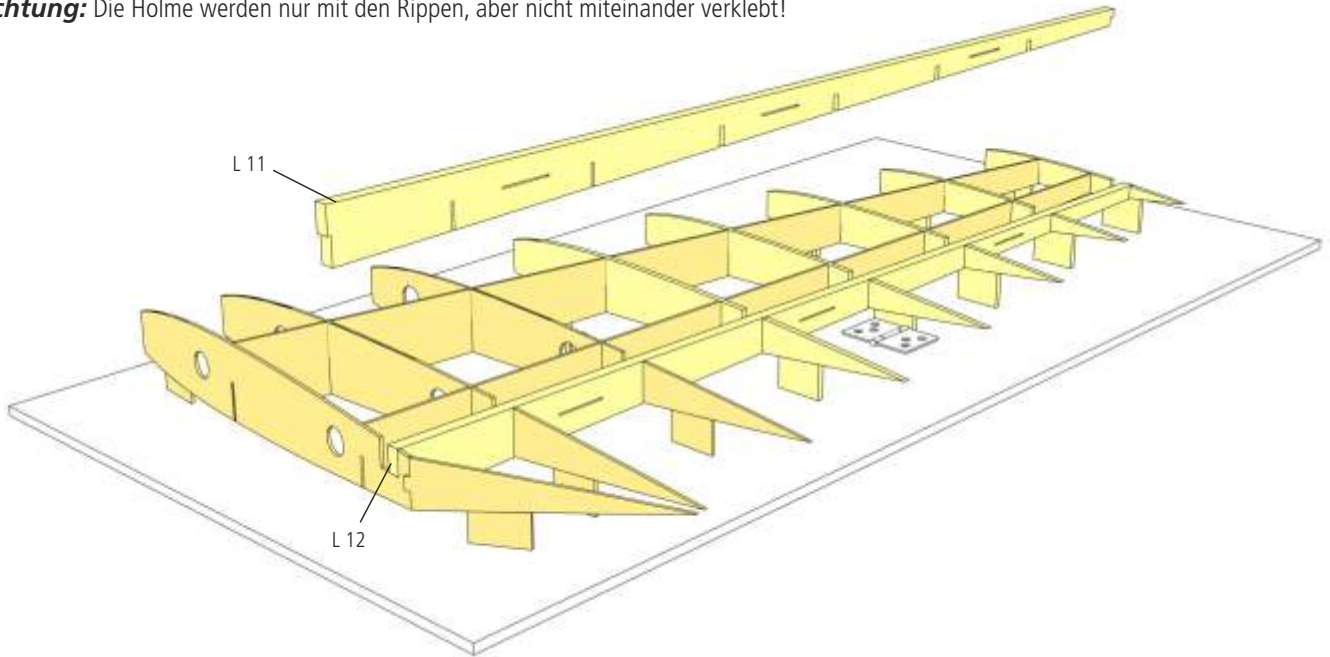 chtung: Die Holme werden nur mit den Rippen, aber nicht miteinander verklebt!
L 11
L 12